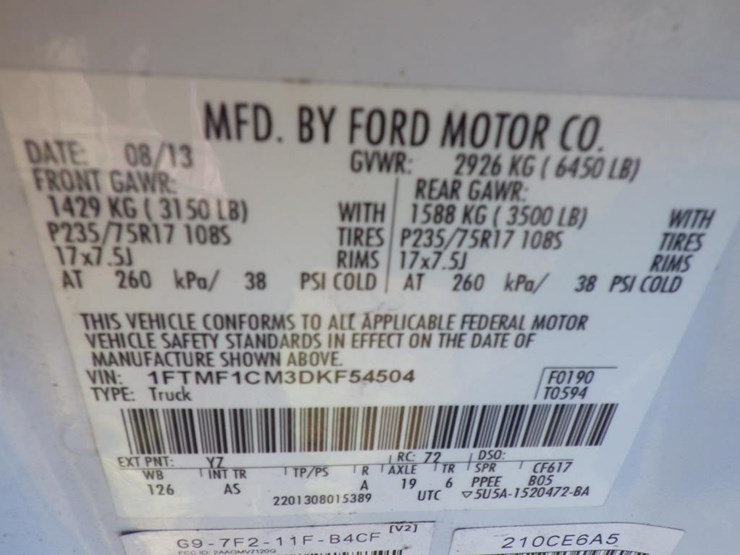 MFD. BY FORD MOTOR CO.
DATE: 08/13 GVWR: 2926 KG ( 6450 LB)
FRONT GAWR: REAR GAWR:
1429 KG ( 3150 LB) WITH 1588 KG ( 3500 LB) WITH
P235/75R17 108S TIRES P235/75R17 108S TIRES
17x7.5J RIMS 17x7.5J RIMS
AT 260 kPa/ 38 PSI COLD AT 260 kPa/ 38 PSI COLD
THIS VEHICLE CONFORMS TO ALL APPLICABLE FEDERAL MOTOR
VEHICLE SAFETY STANDARDS IN EFFECT ON THE DATE OF
MANUFACTURE SHOWN ABOVE.
VIN: 1FTMF1CM3DKF54504 F0190
TYPE: Truck T0594
EXT PNT: YZ RC: 72 DSO:
WB INT TR TP/PS R AXLE TR SPR CF617
126 AS A 19 6 PPEE B05
2201308015389 UTC ▽5U5A-1520472-BA
G9-7F2-11F-B4CF [V2] 210CE6A5